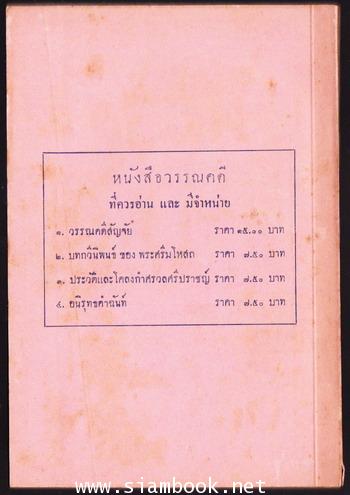 หนังสือวรรณคดี
ที่ควรอ่าน และ มีจำหน่าย
๑. วรรณคดีสัญจัย ราคา ๑๕.๐๐ บาท
๒. บทกวีนิพนธ์ ของ พระศรีมโหสถ ราคา ๗.๕๐ บาท
๓. ประวัติและโคลงกำศรวลศรีปราชญ์ ราคา ๗.๕๐ บาท
๔. อนิรุทธคำฉันท์ ราคา ๗.๕๐ บาท
www.siambook.net